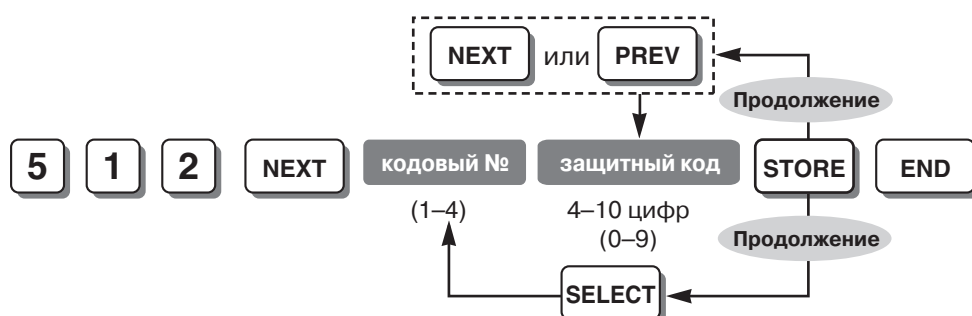 NEXT или PREV
Продолжение
5 1 2 NEXT кодовый № защитный код STORE END
(1–4) 4–10 цифр
(0–9)
Продолжение
SELECT